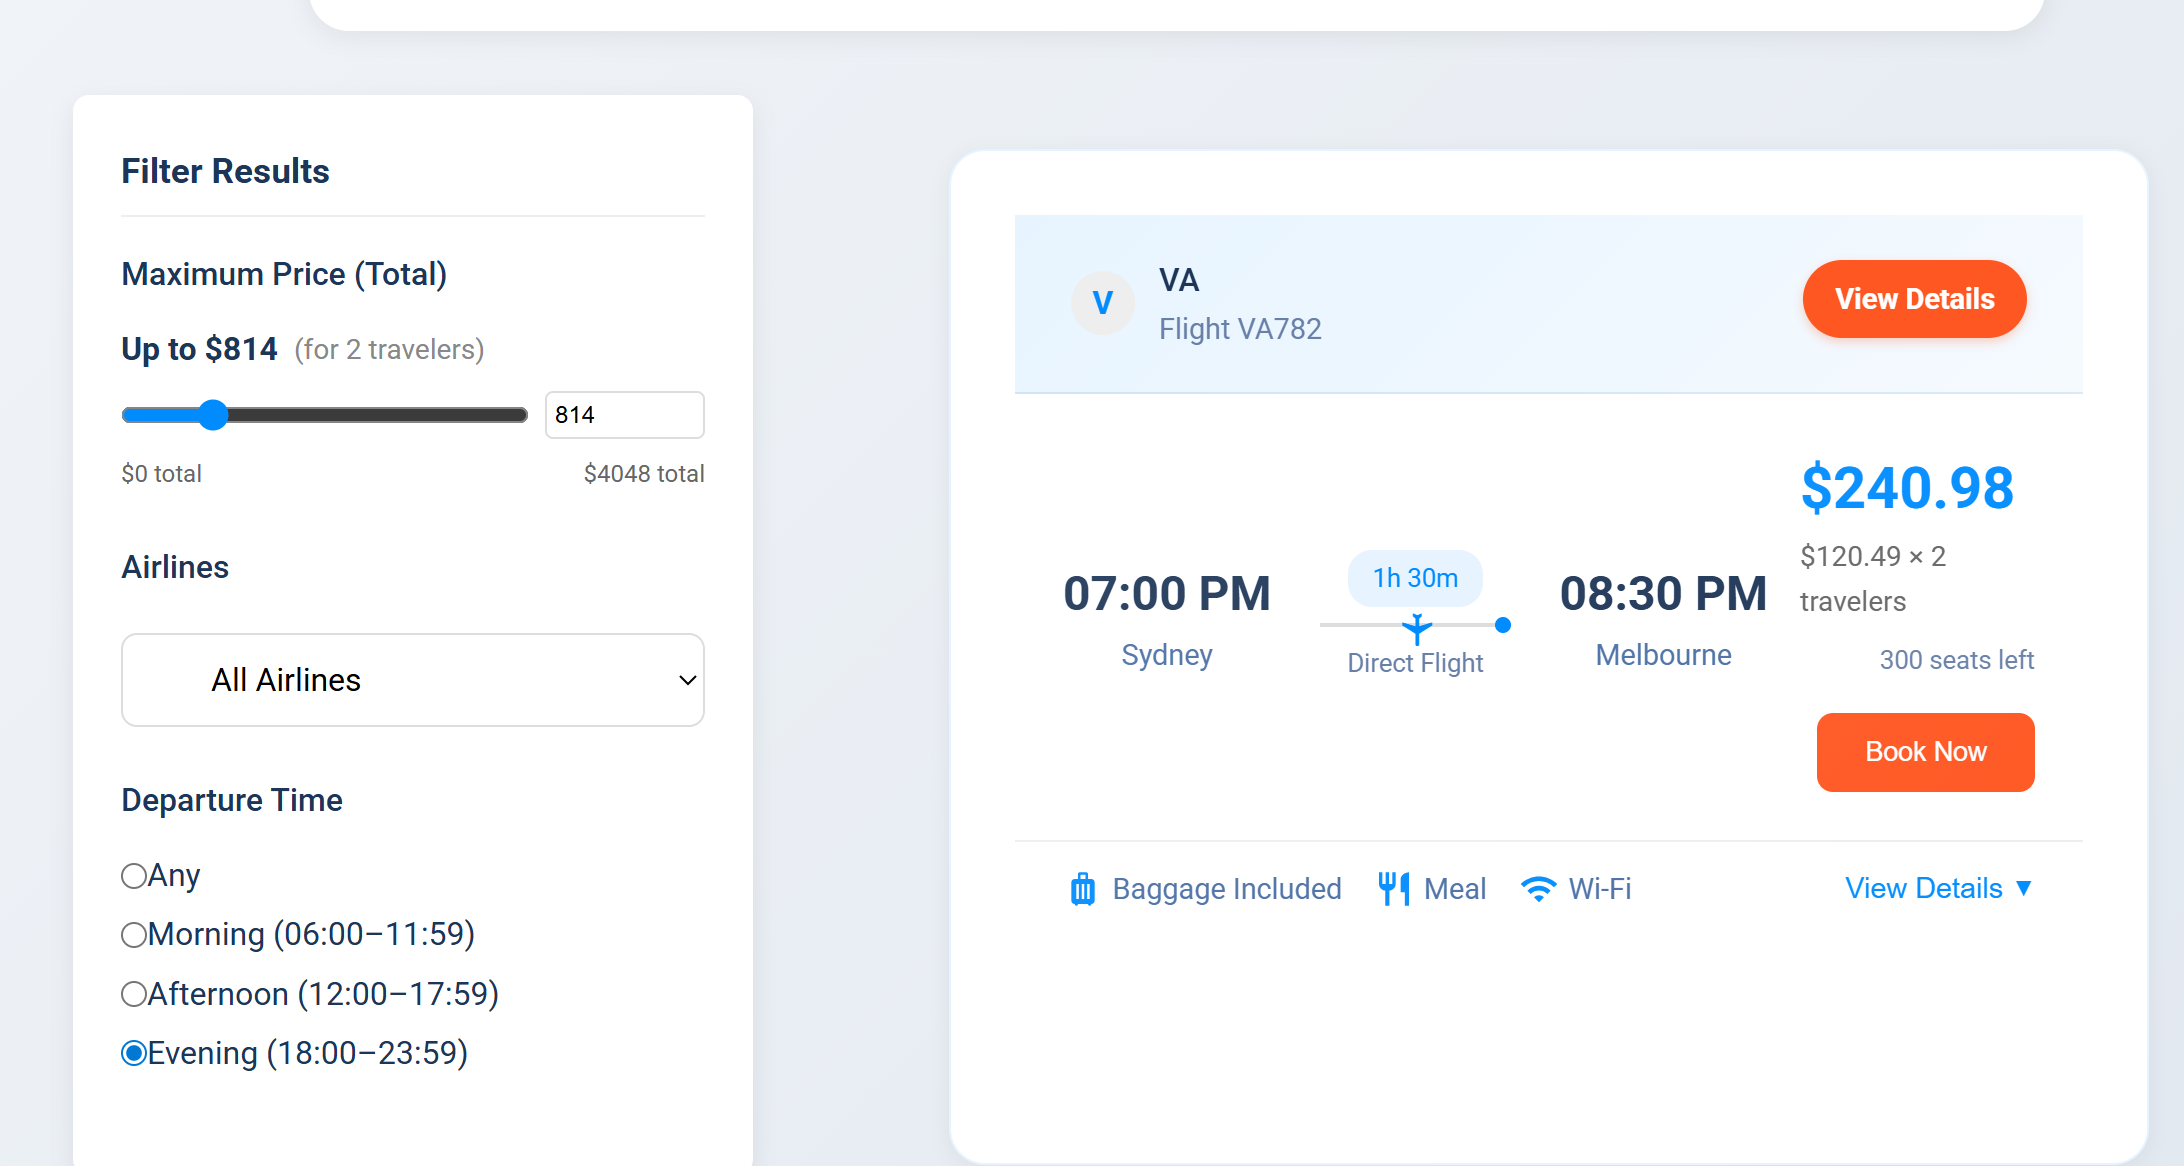 Filter Results
Maximum Price (Total)
Up to $814 (for 2 travelers)
814
$0 total $4048 total
Airlines
All Airlines
Departure Time
Any
Morning (06:00–11:59)
Afternoon (12:00–17:59)
Evening (18:00–23:59)
V
VA
Flight VA782
View Details
07:00 PM
Sydney
1h 30m
Direct Flight
08:30 PM
Melbourne
$240.98
$120.49 × 2
travelers
300 seats left
Book Now
Baggage Included Meal Wi-Fi View Details ▼